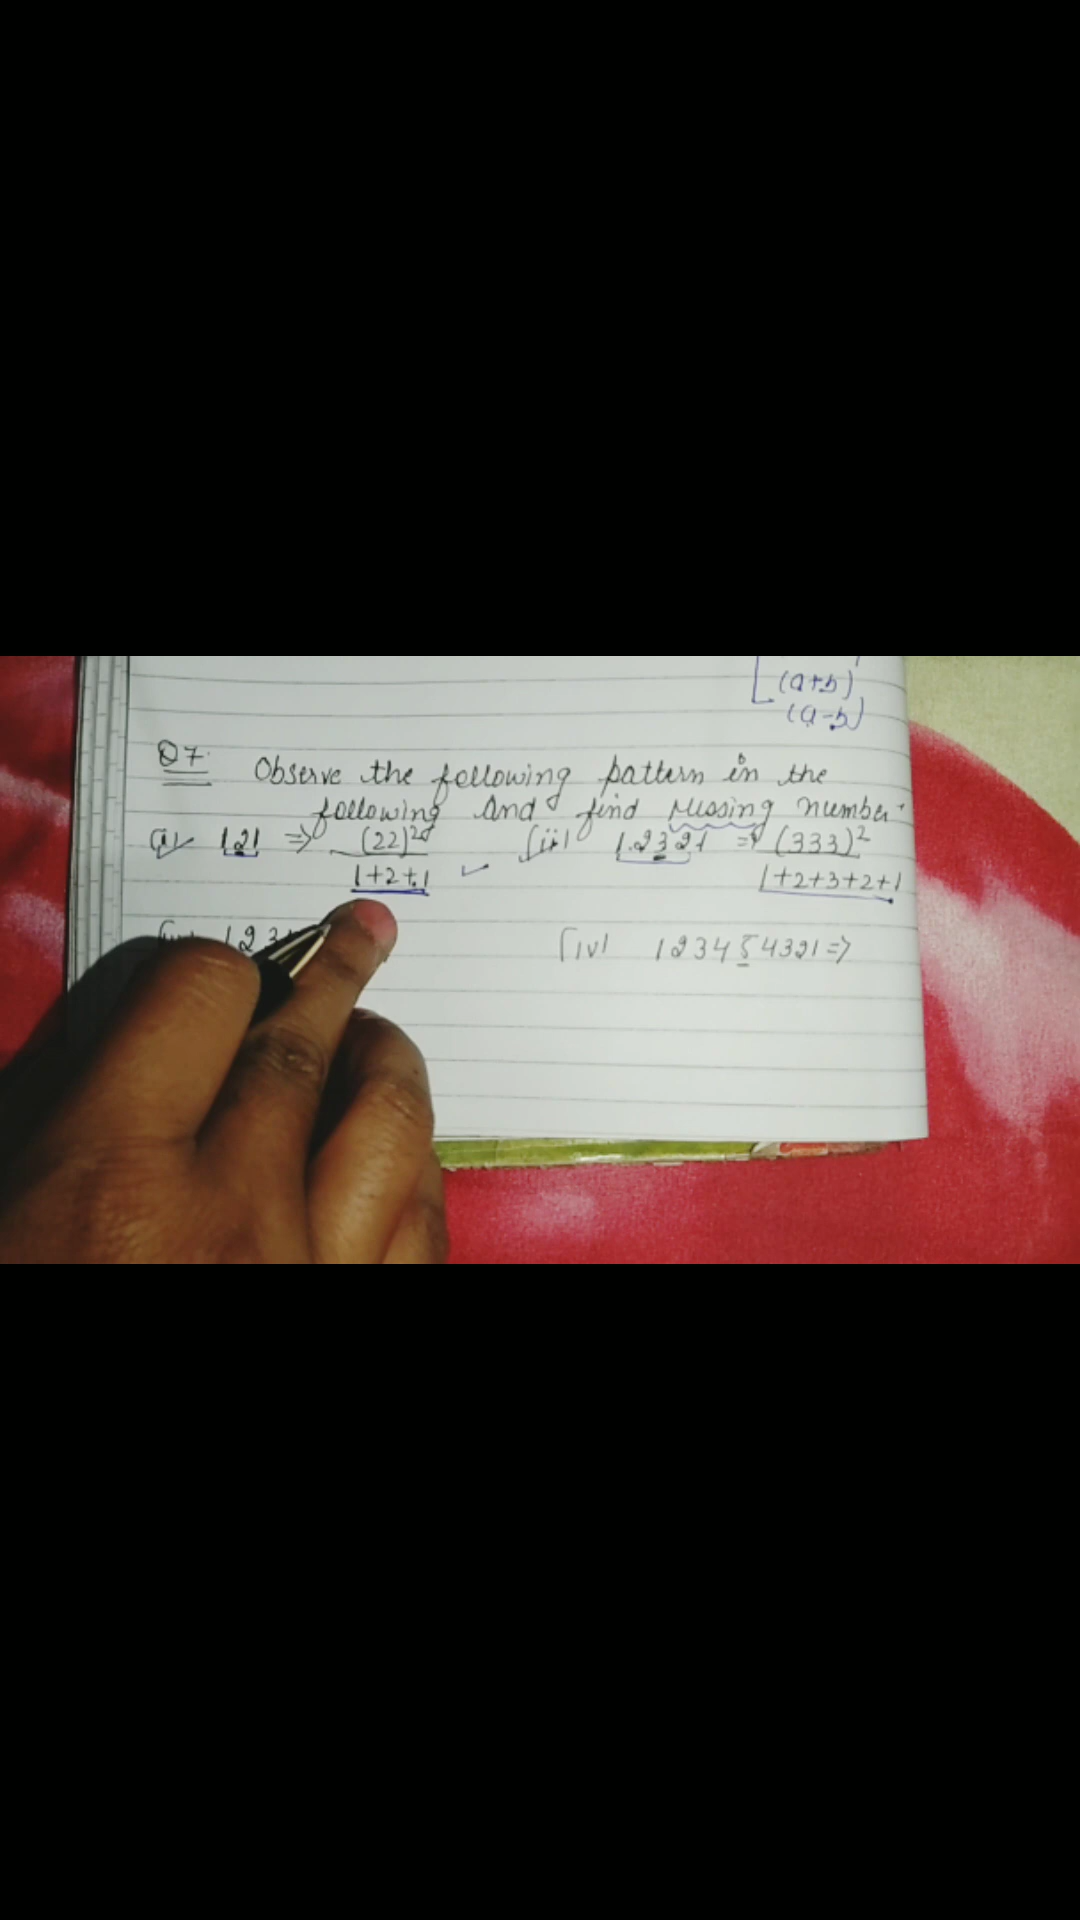 (a+b)
(a-b)
Q7. Observe the following pattern in the
following and find missing number.
(i) 121 ⇒ (22)² (ii) 12321 ⇒ (333)²
1+2+1 1+2+3+2+1
123 (iv) 123454321 ⇒